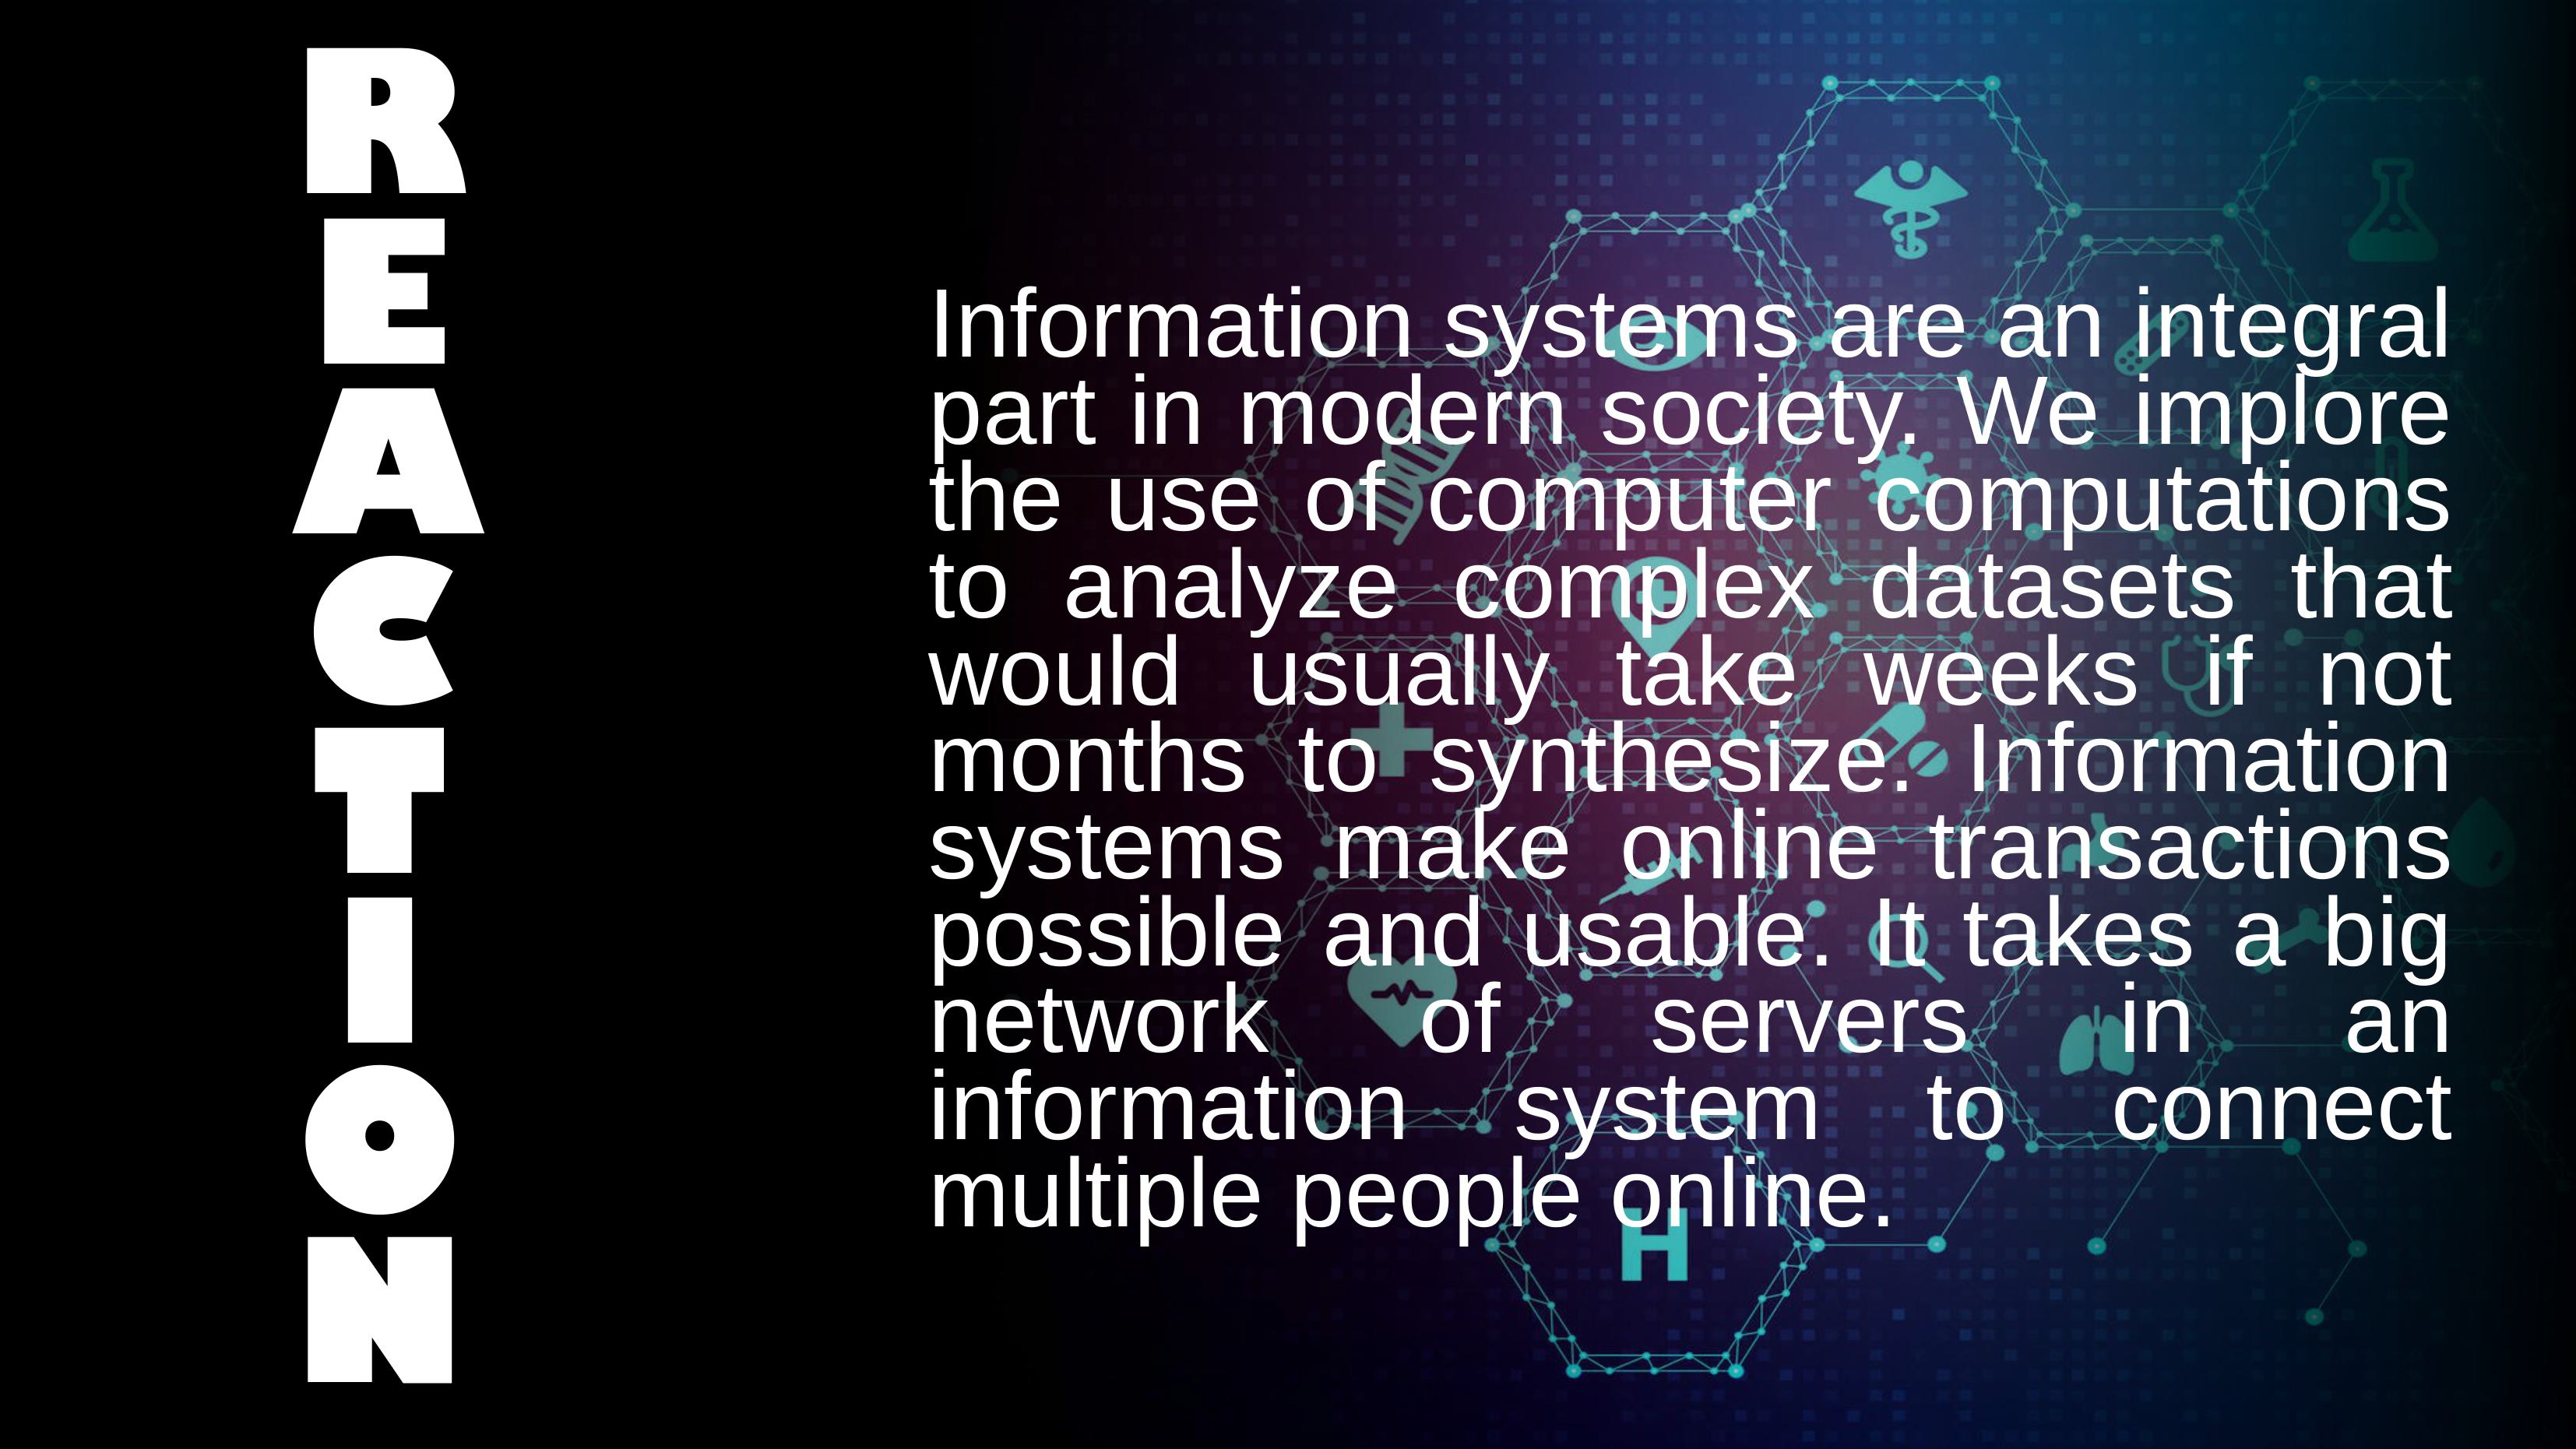 REACTION
Information systems are an integral
part in modern society. We implore
the use of computer computations
to analyze complex datasets that
would usually take weeks if not
months to synthesize. Information
systems make online transactions
possible and usable. It takes a big
network of servers in an
information system to connect
multiple people online.
H